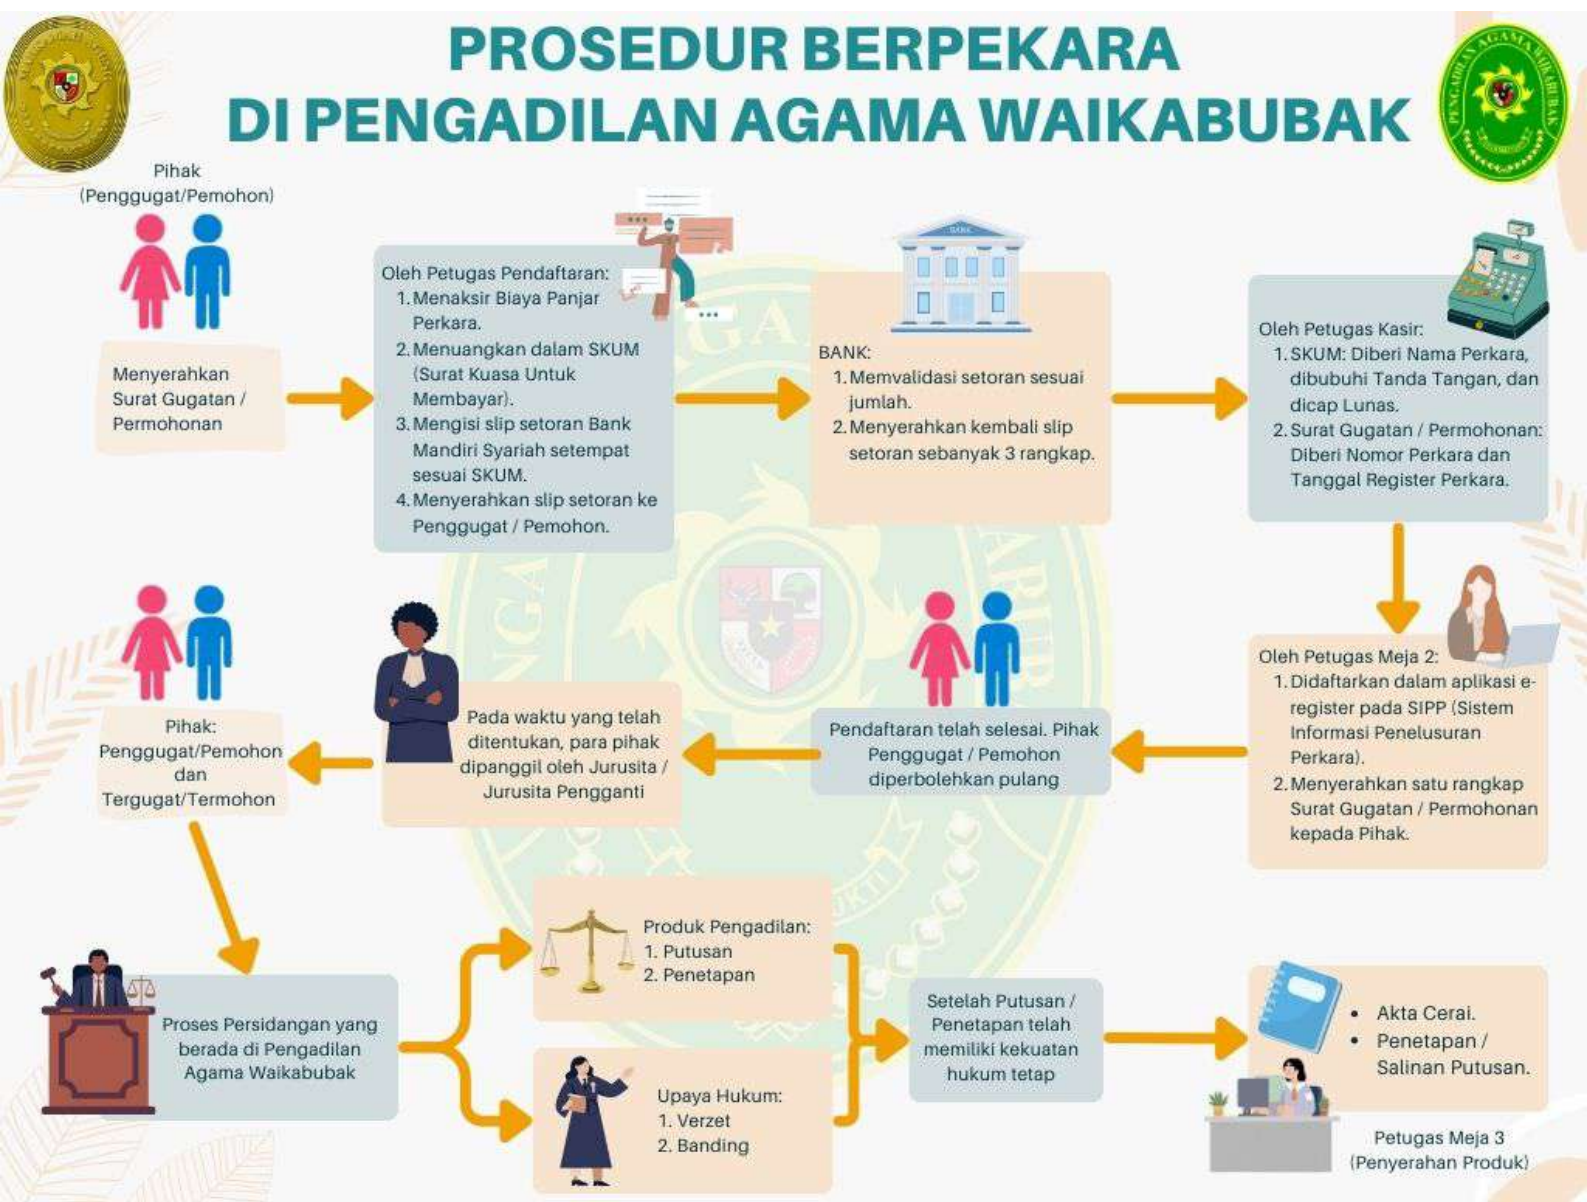 PROSEDUR BERPEKARA
DI PENGADILAN AGAMA WAIKABUBAK
PENGADILAN AGAMA WAIKABUBAK
Pihak
(Penggugat/Pemohon)
Menyerahkan
Surat Gugatan /
Permohonan
Oleh Petugas Pendaftaran:
1. Menaksir Biaya Panjar
Perkara.
2. Menuangkan dalam SKUM
(Surat Kuasa Untuk
Membayar).
3. Mengisi slip setoran Bank
Mandiri Syariah setempat
sesuai SKUM.
4. Menyerahkan slip setoran ke
Penggugat / Pemohon.
BANK
BANK:
1. Memvalidasi setoran sesuai
jumlah.
2. Menyerahkan kembali slip
setoran sebanyak 3 rangkap.
Oleh Petugas Kasir:
1. SKUM: Diberi Nama Perkara,
dibubuhi Tanda Tangan, dan
dicap Lunas.
2. Surat Gugatan / Permohonan:
Diberi Nomor Perkara dan
Tanggal Register Perkara.
Oleh Petugas Meja 2:
1. Didaftarkan dalam aplikasi e-
register pada SIPP (Sistem
Informasi Penelusuran
Perkara).
2. Menyerahkan satu rangkap
Surat Gugatan / Permohonan
kepada Pihak.
Pendaftaran telah selesai. Pihak
Penggugat / Pemohon
diperbolehkan pulang
Pada waktu yang telah
ditentukan, para pihak
dipanggil oleh Jurusita /
Jurusita Pengganti
Pihak:
Penggugat/Pemohon
dan
Tergugat/Termohon
Proses Persidangan yang
berada di Pengadilan
Agama Waikabubak
Produk Pengadilan:
1. Putusan
2. Penetapan
Upaya Hukum:
1. Verzet
2. Banding
Setelah Putusan /
Penetapan telah
memiliki kekuatan
hukum tetap
• Akta Cerai.
• Penetapan /
Salinan Putusan.
Petugas Meja 3
(Penyerahan Produk)